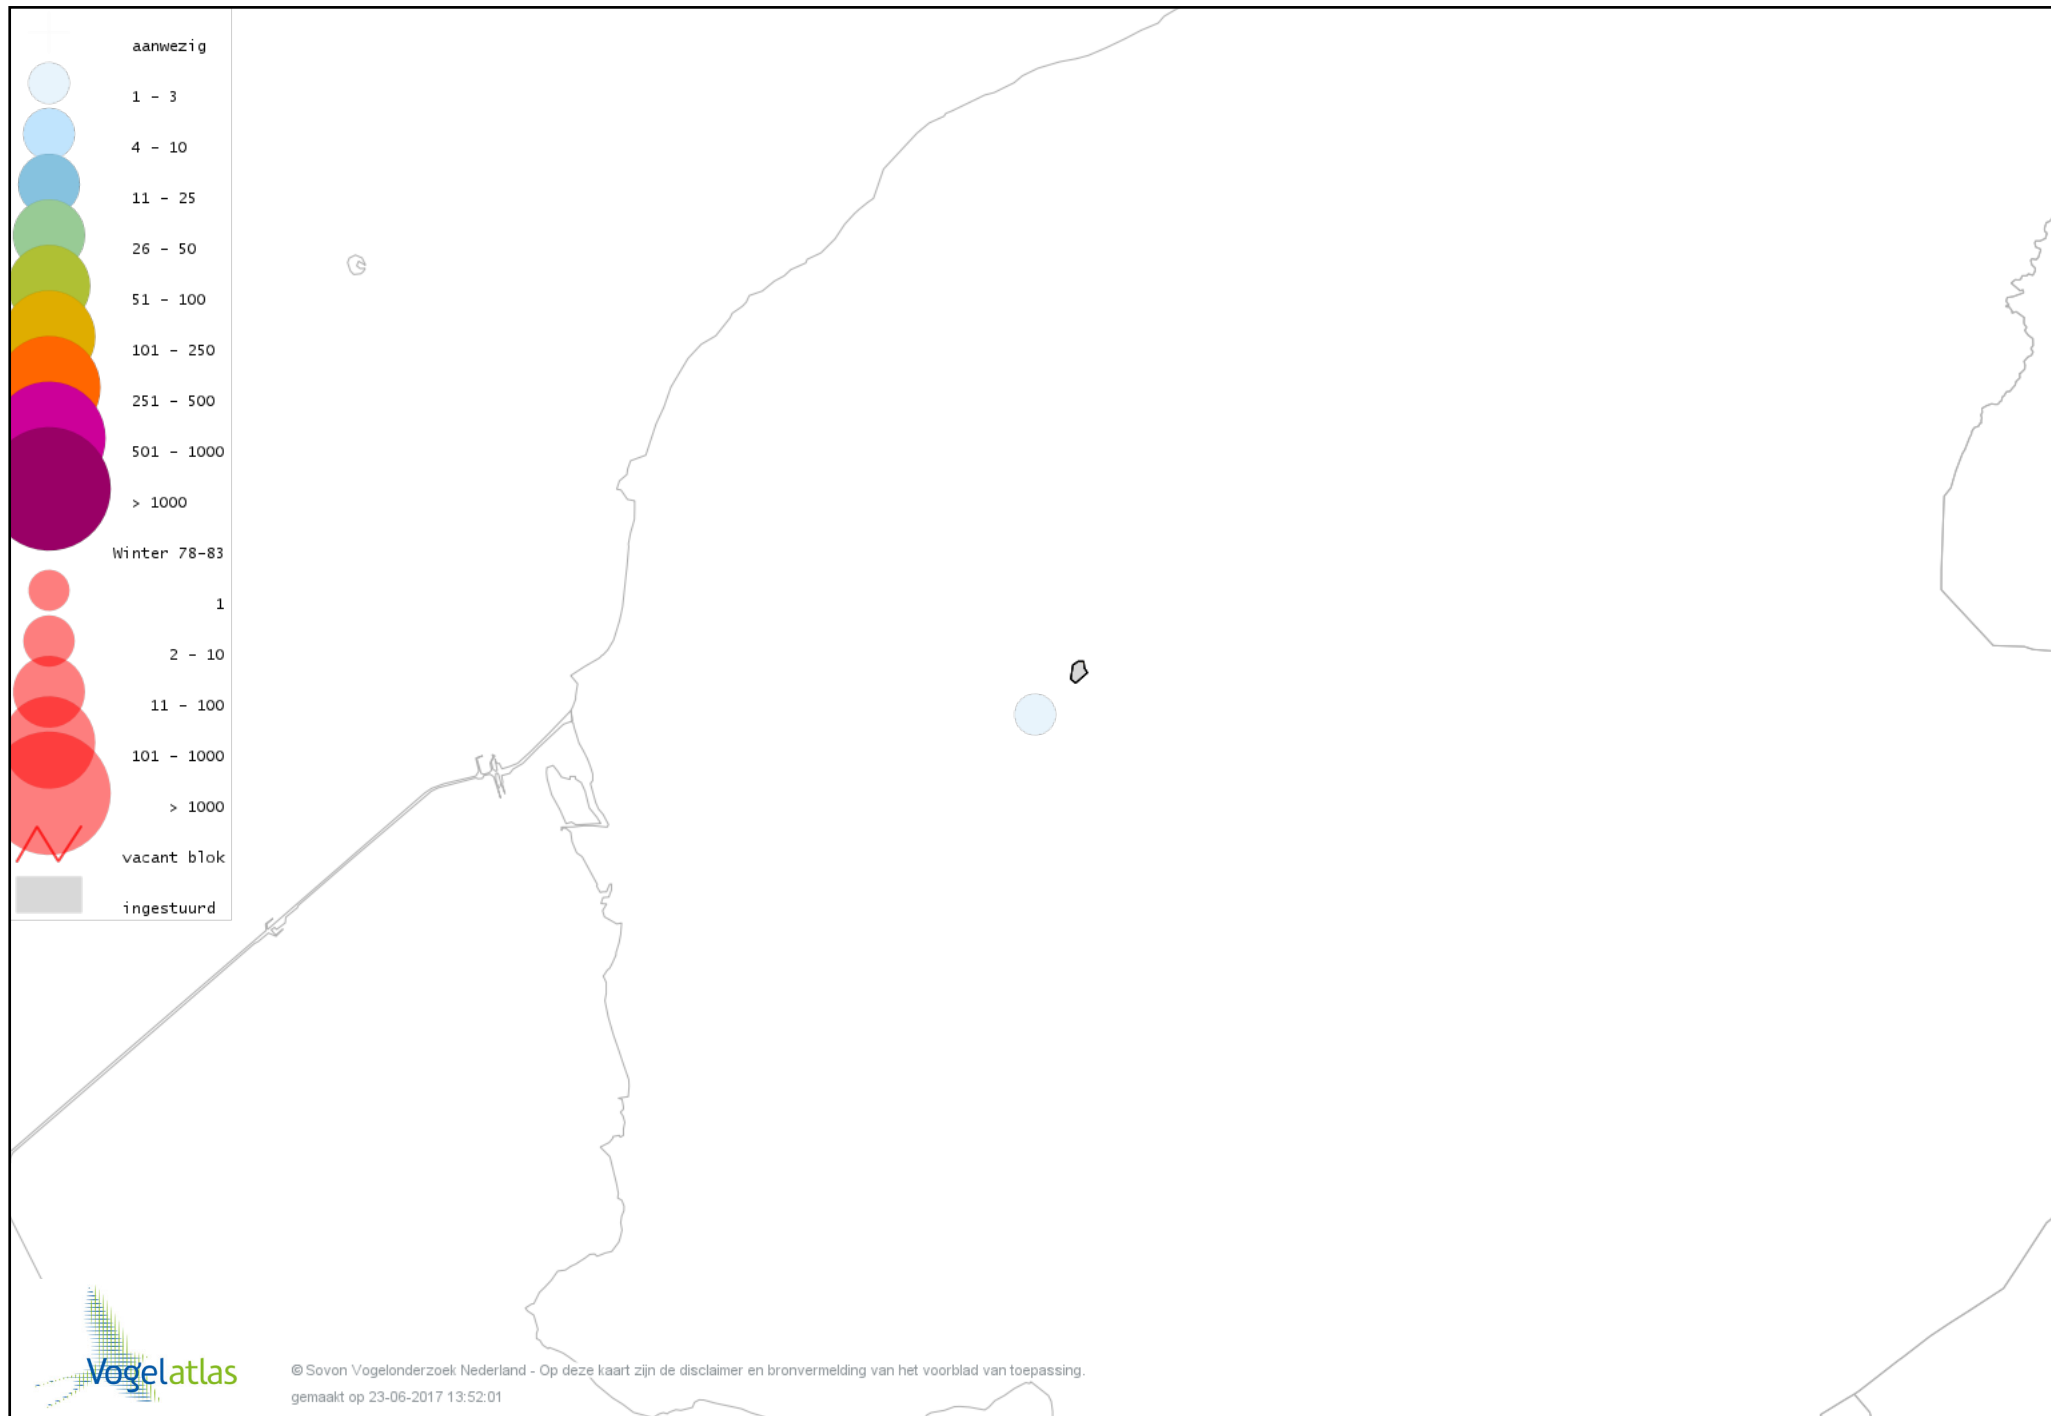 aanwezig
1 - 3
4 - 10
11 - 25
26 - 50
51 - 100
101 - 250
251 - 500
501 - 1000
> 1000
Winter 78-83
1
2 - 10
11 - 100
101 - 1000
> 1000
vacant blok
ingestuurd
Vogelatlas
© Sovon Vogelonderzoek Nederland - Op deze kaart zijn de disclaimer en bronvermelding van het voorblad van toepassing.
gemaakt op 23-06-2017 13:52:01